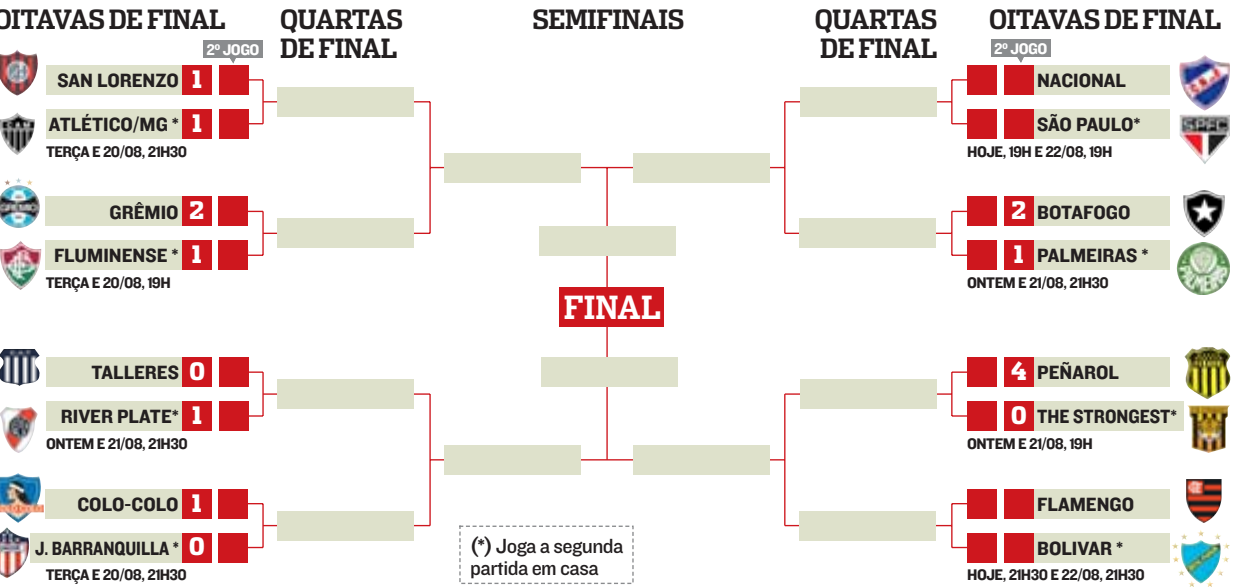 OITAVAS DE FINAL
2º JOGO
SAN LORENZO 1
ATLÉTICO/MG * 1
TERÇA E 20/08, 21H30
GRÊMIO 2
FLUMINENSE * 1
TERÇA E 20/08, 19H
TALLERES 0
RIVER PLATE* 1
ONTEM E 21/08, 21H30
COLO-COLO 1
J. BARRANQUILLA * 0
TERÇA E 20/08, 21H30
QUARTAS
DE FINAL
SEMIFINAIS
FINAL
(*) Joga a segunda
partida em casa
QUARTAS
DE FINAL
OITAVAS DE FINAL
2º JOGO
NACIONAL
SÃO PAULO*
SPFC
HOJE, 19H E 22/08, 19H
2 BOTAFOGO
1 PALMEIRAS *
ONTEM E 21/08, 21H30
4 PEÑAROL
0 THE STRONGEST*
ONTEM E 21/08, 19H
FLAMENGO
BOLIVAR *
HOJE, 21H30 E 22/08, 21H30